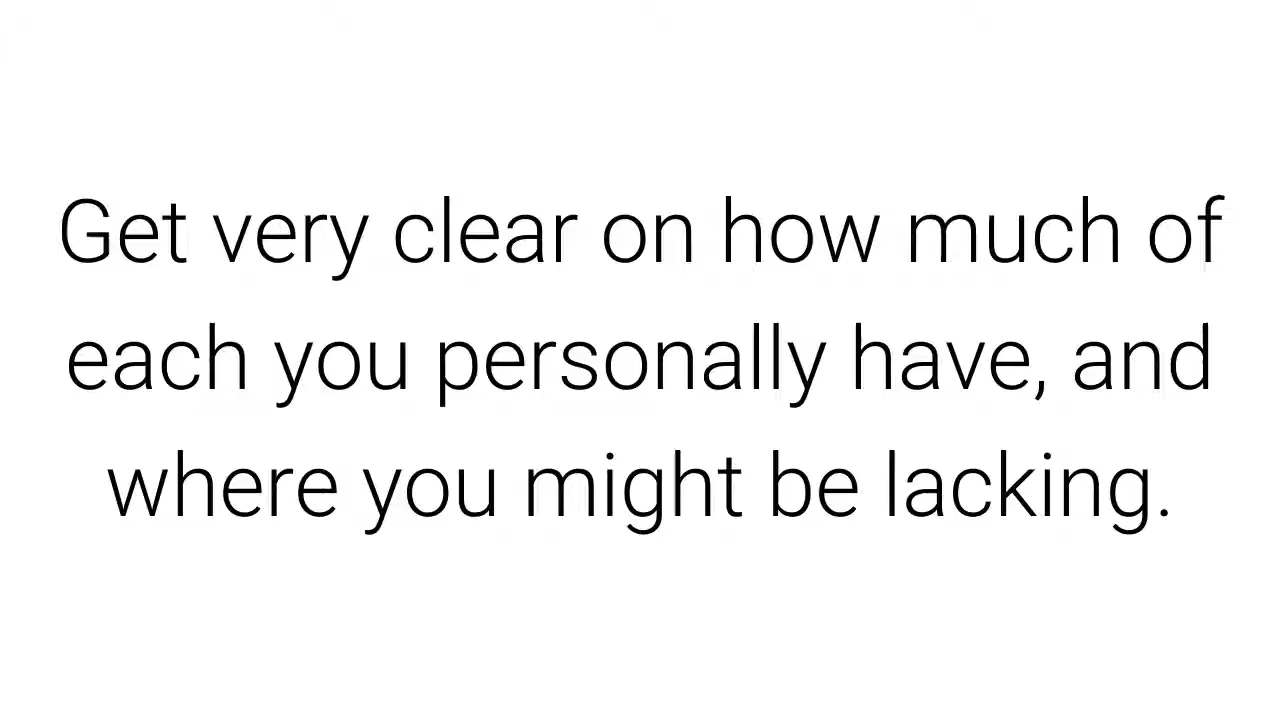 Get very clear on how much of
each you personally have, and
where you might be lacking.